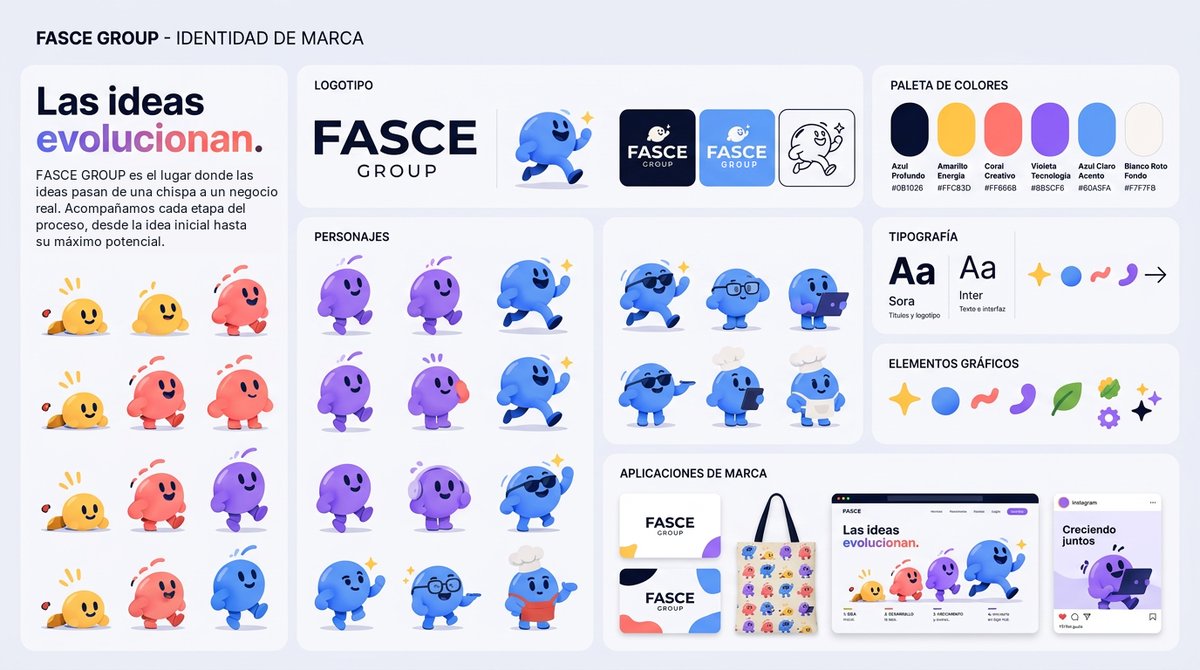 FASCE GROUP - IDENTIDAD DE MARCA
Las ideas
evolucionan.
FASCE GROUP es el lugar donde las
ideas pasan de una chispa a un negocio
real. Acompañamos cada etapa del
proceso, desde la idea inicial hasta
su máximo potencial.
LOGOTIPO
FASCE
GROUP
FASCE
GROUP
FASCE
GROUP
PALETA DE COLORES
Azul
Profundo
#0B1026
Amarillo
Energía
#FFC83D
Coral
Creativo
#FF666B
Violeta
Tecnología
#8B5CF6
Azul Claro
Acento
#60A5FA
Blanco Roto
Fondo
#F7F7FB
PERSONAJES
TIPOGRAFÍA
Aa
Sora
Títulos y logotipo
Aa
Inter
Texto e interfaz
ELEMENTOS GRÁFICOS
APLICACIONES DE MARCA
FASCE
GROUP
FASCE
GROUP
FASCE
Las ideas
evolucionan.
instagram
Creciendo
juntos